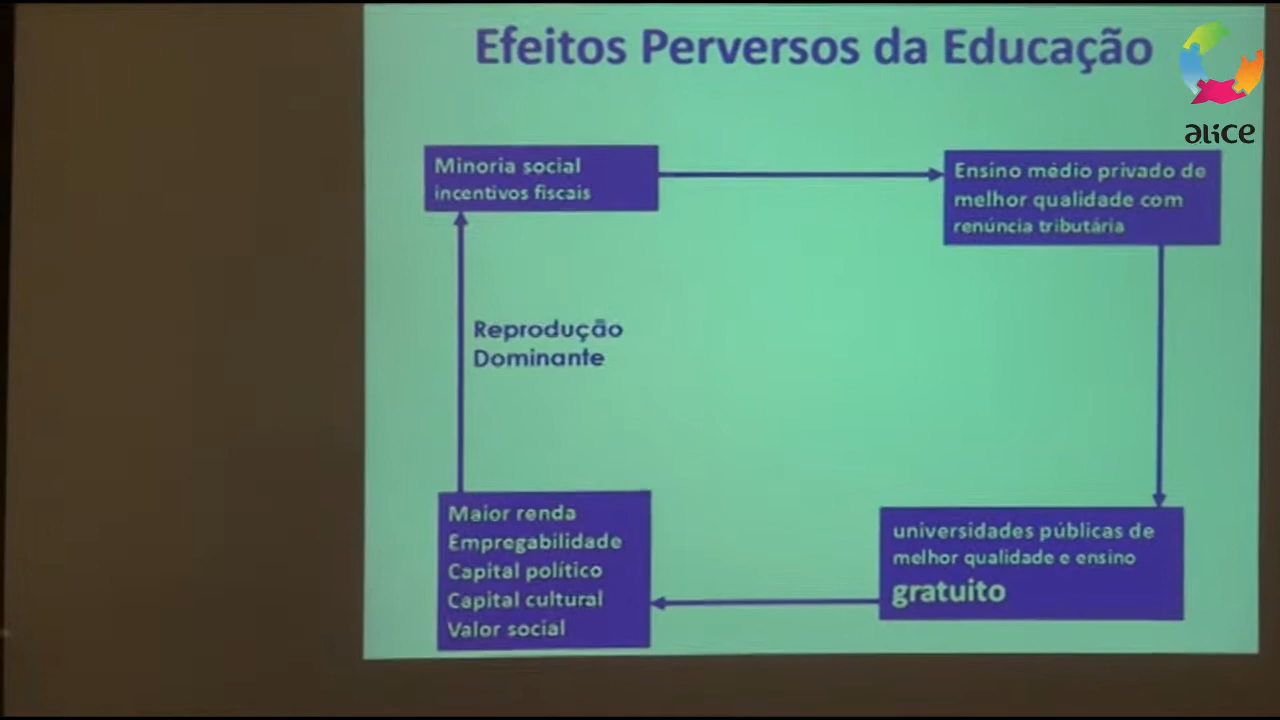 Efeitos Perversos da Educação
alice
Minoria social
incentivos fiscais
Ensino médio privado de
melhor qualidade com
renúncia tributária
Reprodução
Dominante
Maior renda
Empregabilidade
Capital político
Capital cultural
Valor social
universidades públicas de
melhor qualidade e ensino
gratuito